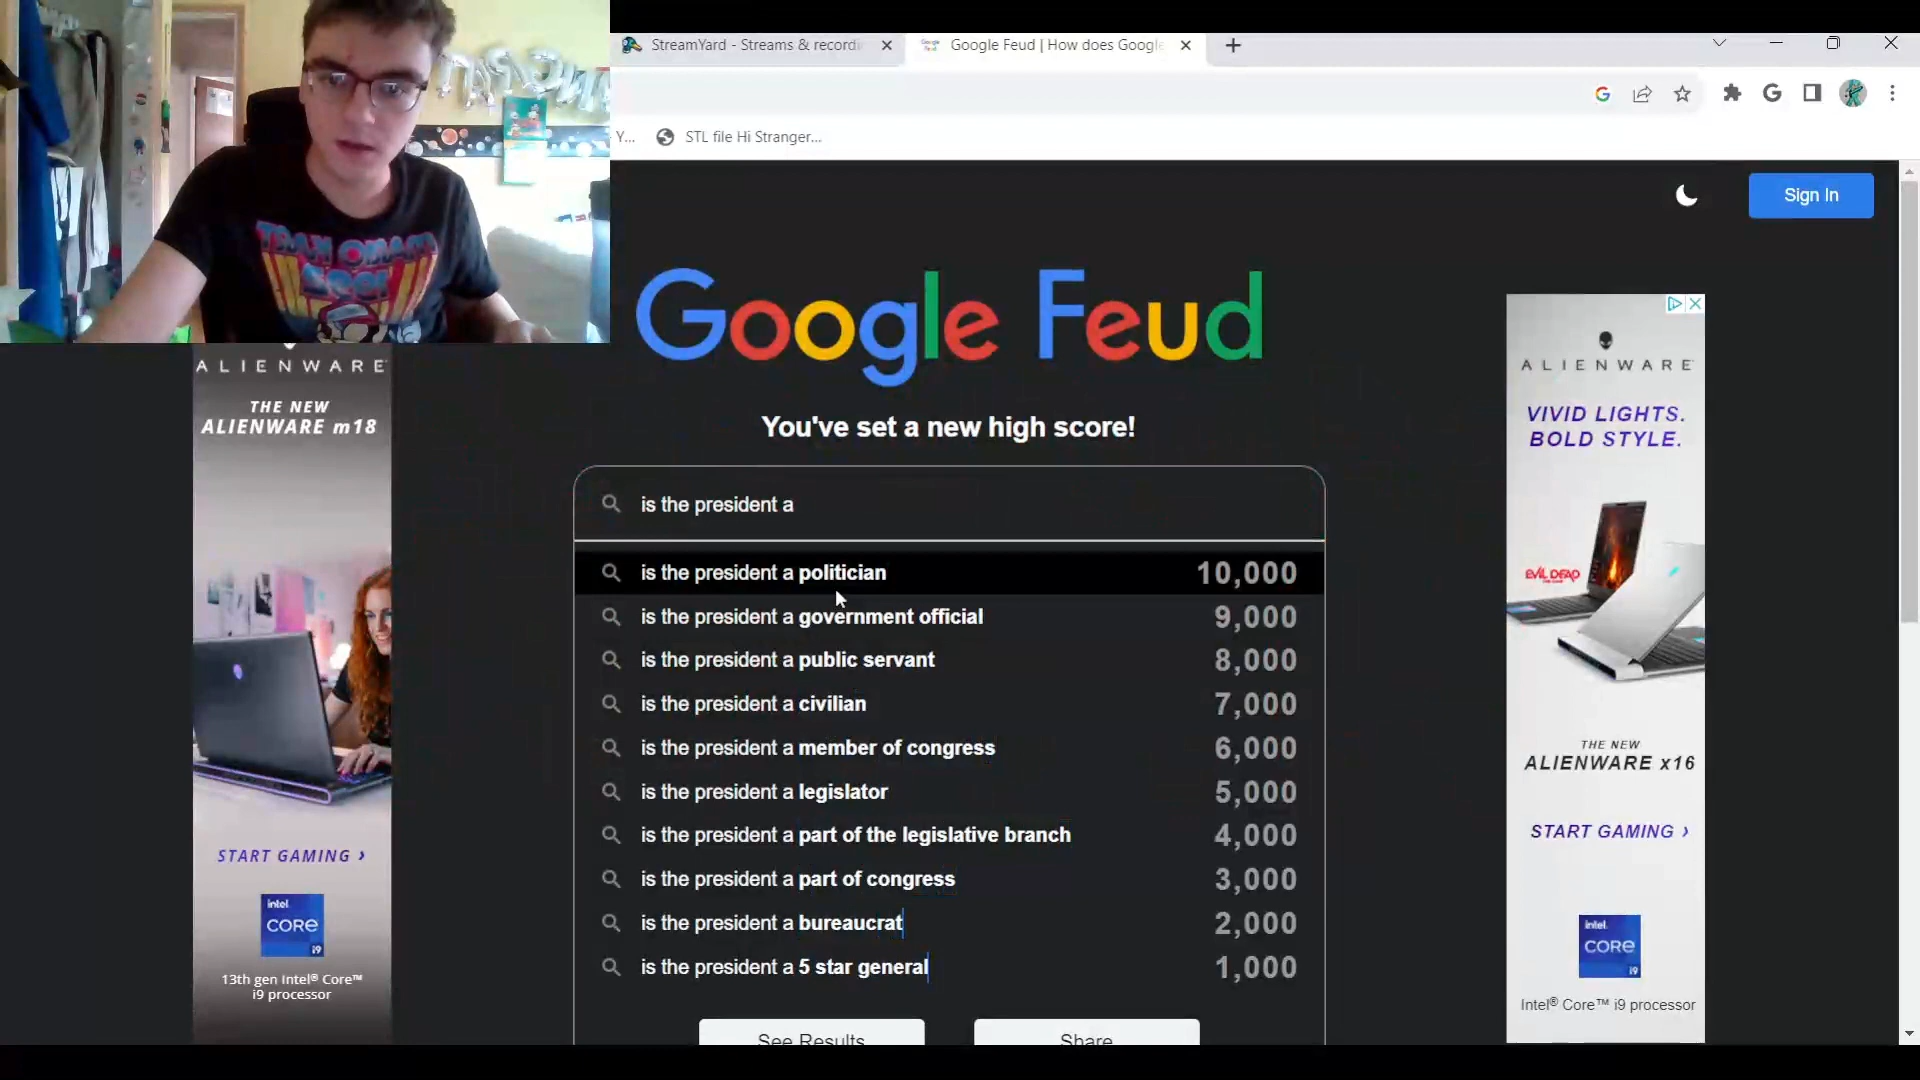 StreamYard - Streams & recordi
Google Feud | How does Google
Y...
STL file Hi Stranger...
Sign In
Google Feud
You've set a new high score!
is the president a
is the president a politician 10,000
is the president a government official 9,000
is the president a public servant 8,000
is the president a civilian 7,000
is the president a member of congress 6,000
is the president a legislator 5,000
is the president a part of the legislative branch 4,000
is the president a part of congress 3,000
is the president a bureaucrat 2,000
is the president a 5 star general 1,000
See Results
Share
ALIENWARE
THE NEW
ALIENWARE m18
START GAMING ›
intel
CORE
i9
13th gen Intel® Core™
i9 processor
ALIENWARE
VIVID LIGHTS.
BOLD STYLE.
EVIL DEAD
THE NEW
ALIENWARE x16
START GAMING ›
intel.
CORE
i9
Intel® Core™ i9 processor